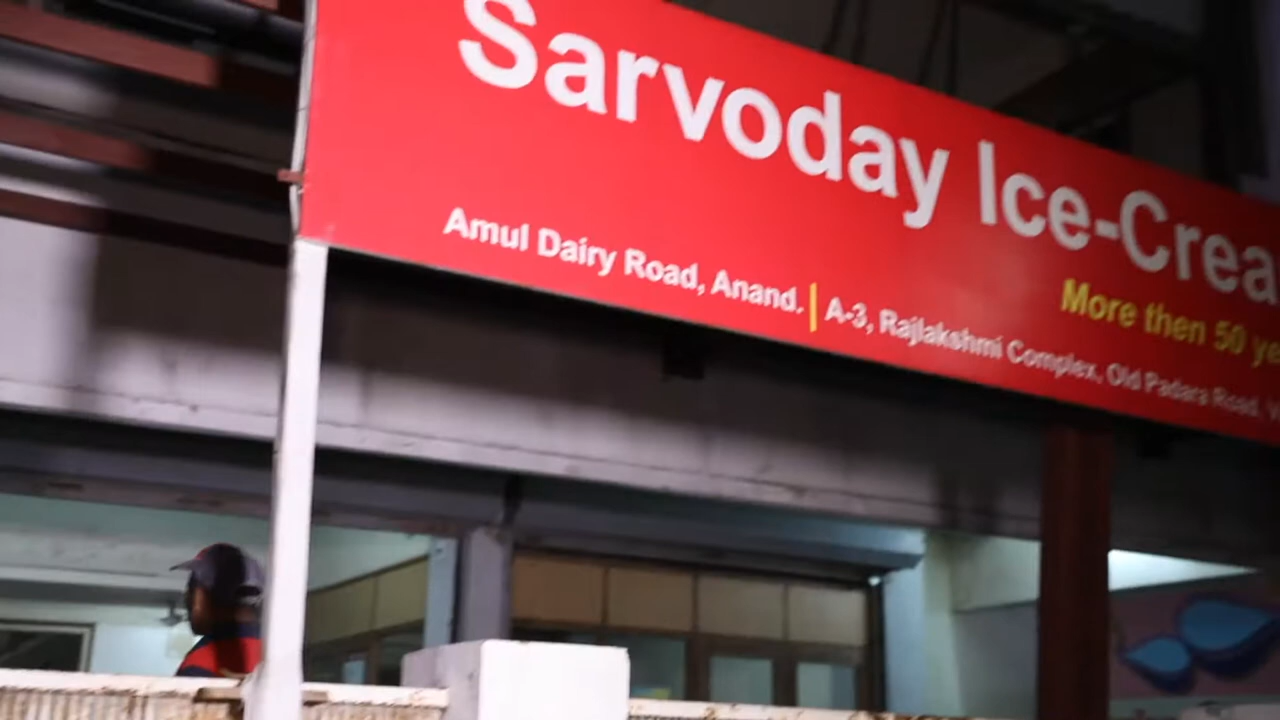 Sarvoday Ice-Crea
More then 50 ye
Amul Dairy Road, Anand. | A-3, Rajlakshmi Complex, Old Padara Road, V